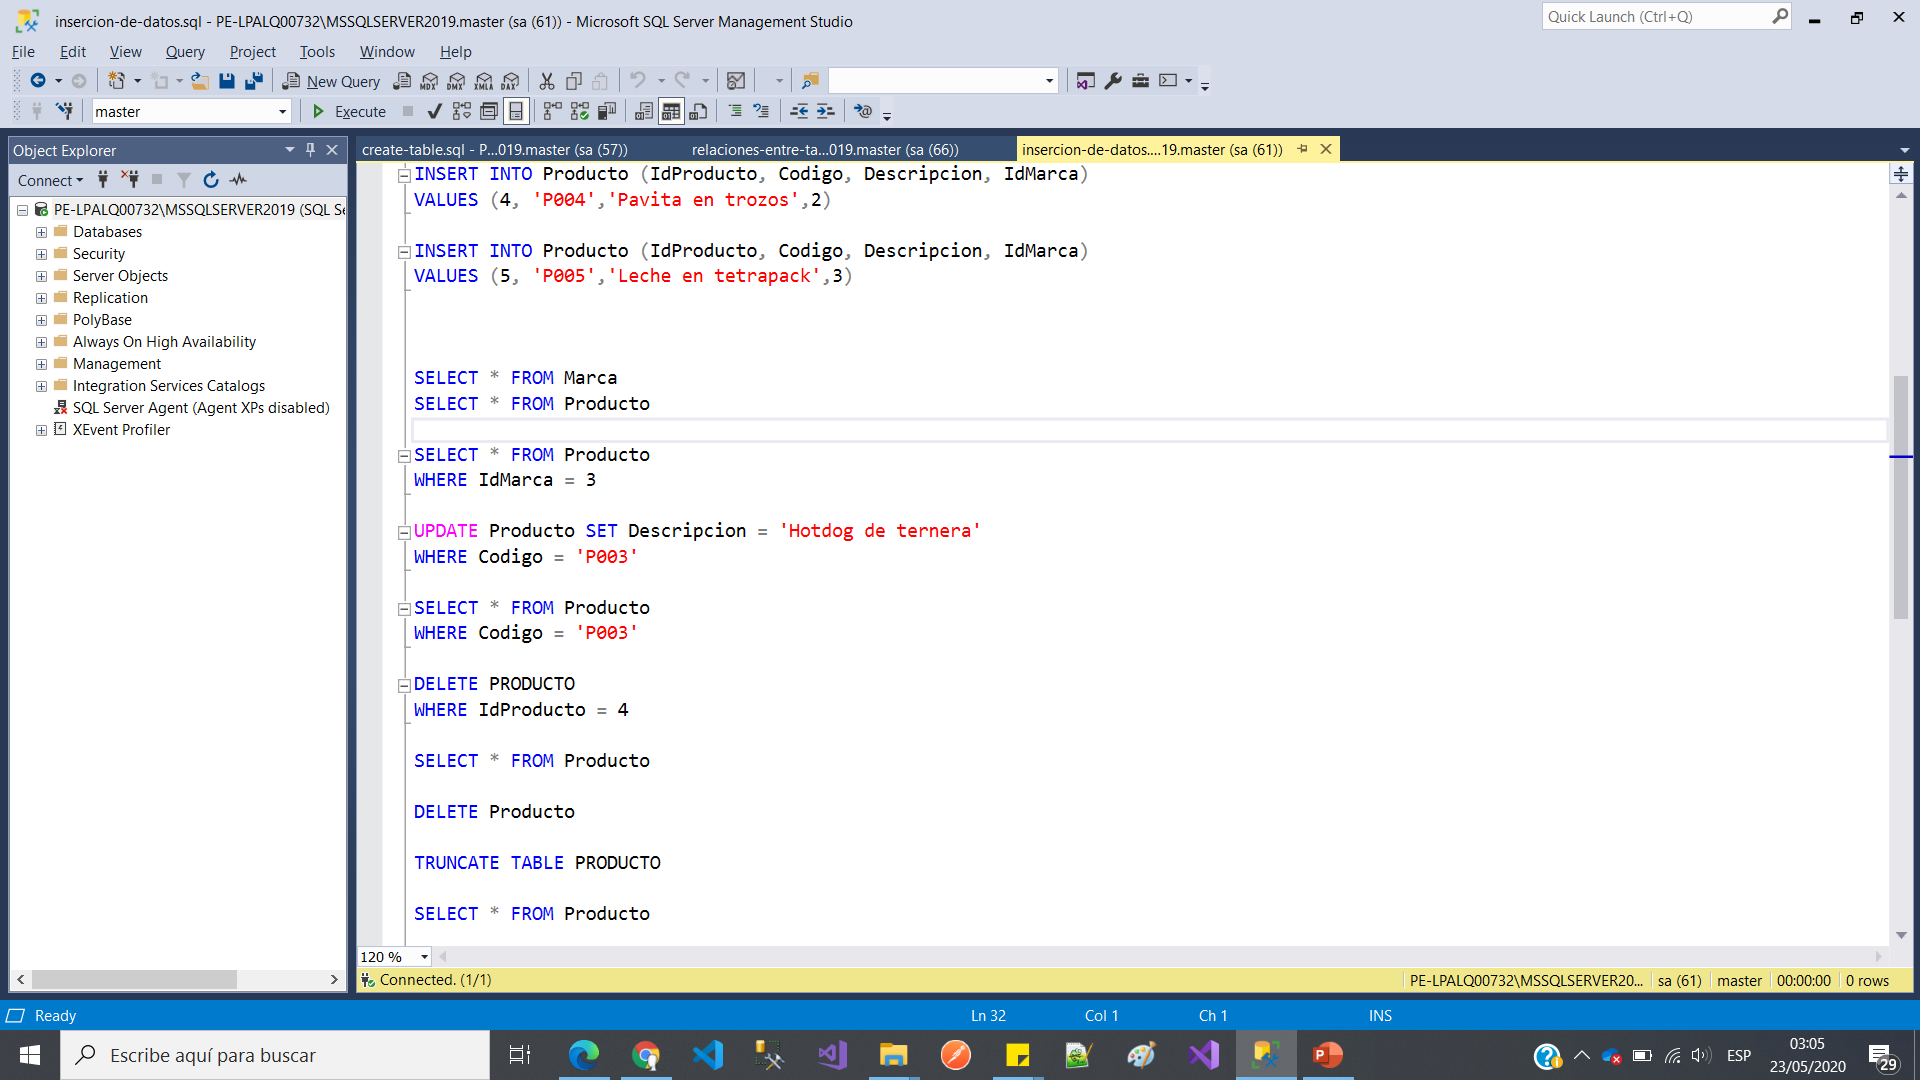 insercion-de-datos.sql - PE-LPALQ00732\MSSQLSERVER2019.master (sa (61)) - Microsoft SQL Server Management Studio
Quick Launch (Ctrl+Q)
File Edit View Query Project Tools Window Help
New Query
MDX DMX XMLA DAX
master
Execute
Object Explorer
create-table.sql - P...019.master (sa (57))
relaciones-entre-ta...019.master (sa (66))
insercion-de-datos....19.master (sa (61))
Connect
PE-LPALQ00732\MSSQLSERVER2019 (SQL Se
Databases
Security
Server Objects
Replication
PolyBase
Always On High Availability
Management
Integration Services Catalogs
SQL Server Agent (Agent XPs disabled)
XEvent Profiler
INSERT INTO Producto (IdProducto, Codigo, Descripcion, IdMarca)
VALUES (4, 'P004','Pavita en trozos',2)
INSERT INTO Producto (IdProducto, Codigo, Descripcion, IdMarca)
VALUES (5, 'P005','Leche en tetrapack',3)
SELECT * FROM Marca
SELECT * FROM Producto
SELECT * FROM Producto
WHERE IdMarca = 3
UPDATE Producto SET Descripcion = 'Hotdog de ternera'
WHERE Codigo = 'P003'
SELECT * FROM Producto
WHERE Codigo = 'P003'
DELETE PRODUCTO
WHERE IdProducto = 4
SELECT * FROM Producto
DELETE Producto
TRUNCATE TABLE PRODUCTO
SELECT * FROM Producto
120 %
Connected. (1/1)
PE-LPALQ00732\MSSQLSERVER20... sa (61) master 00:00:00 0 rows
Ready
Ln 32 Col 1 Ch 1 INS
Escribe aquí para buscar
ESP
03:05
23/05/2020
29